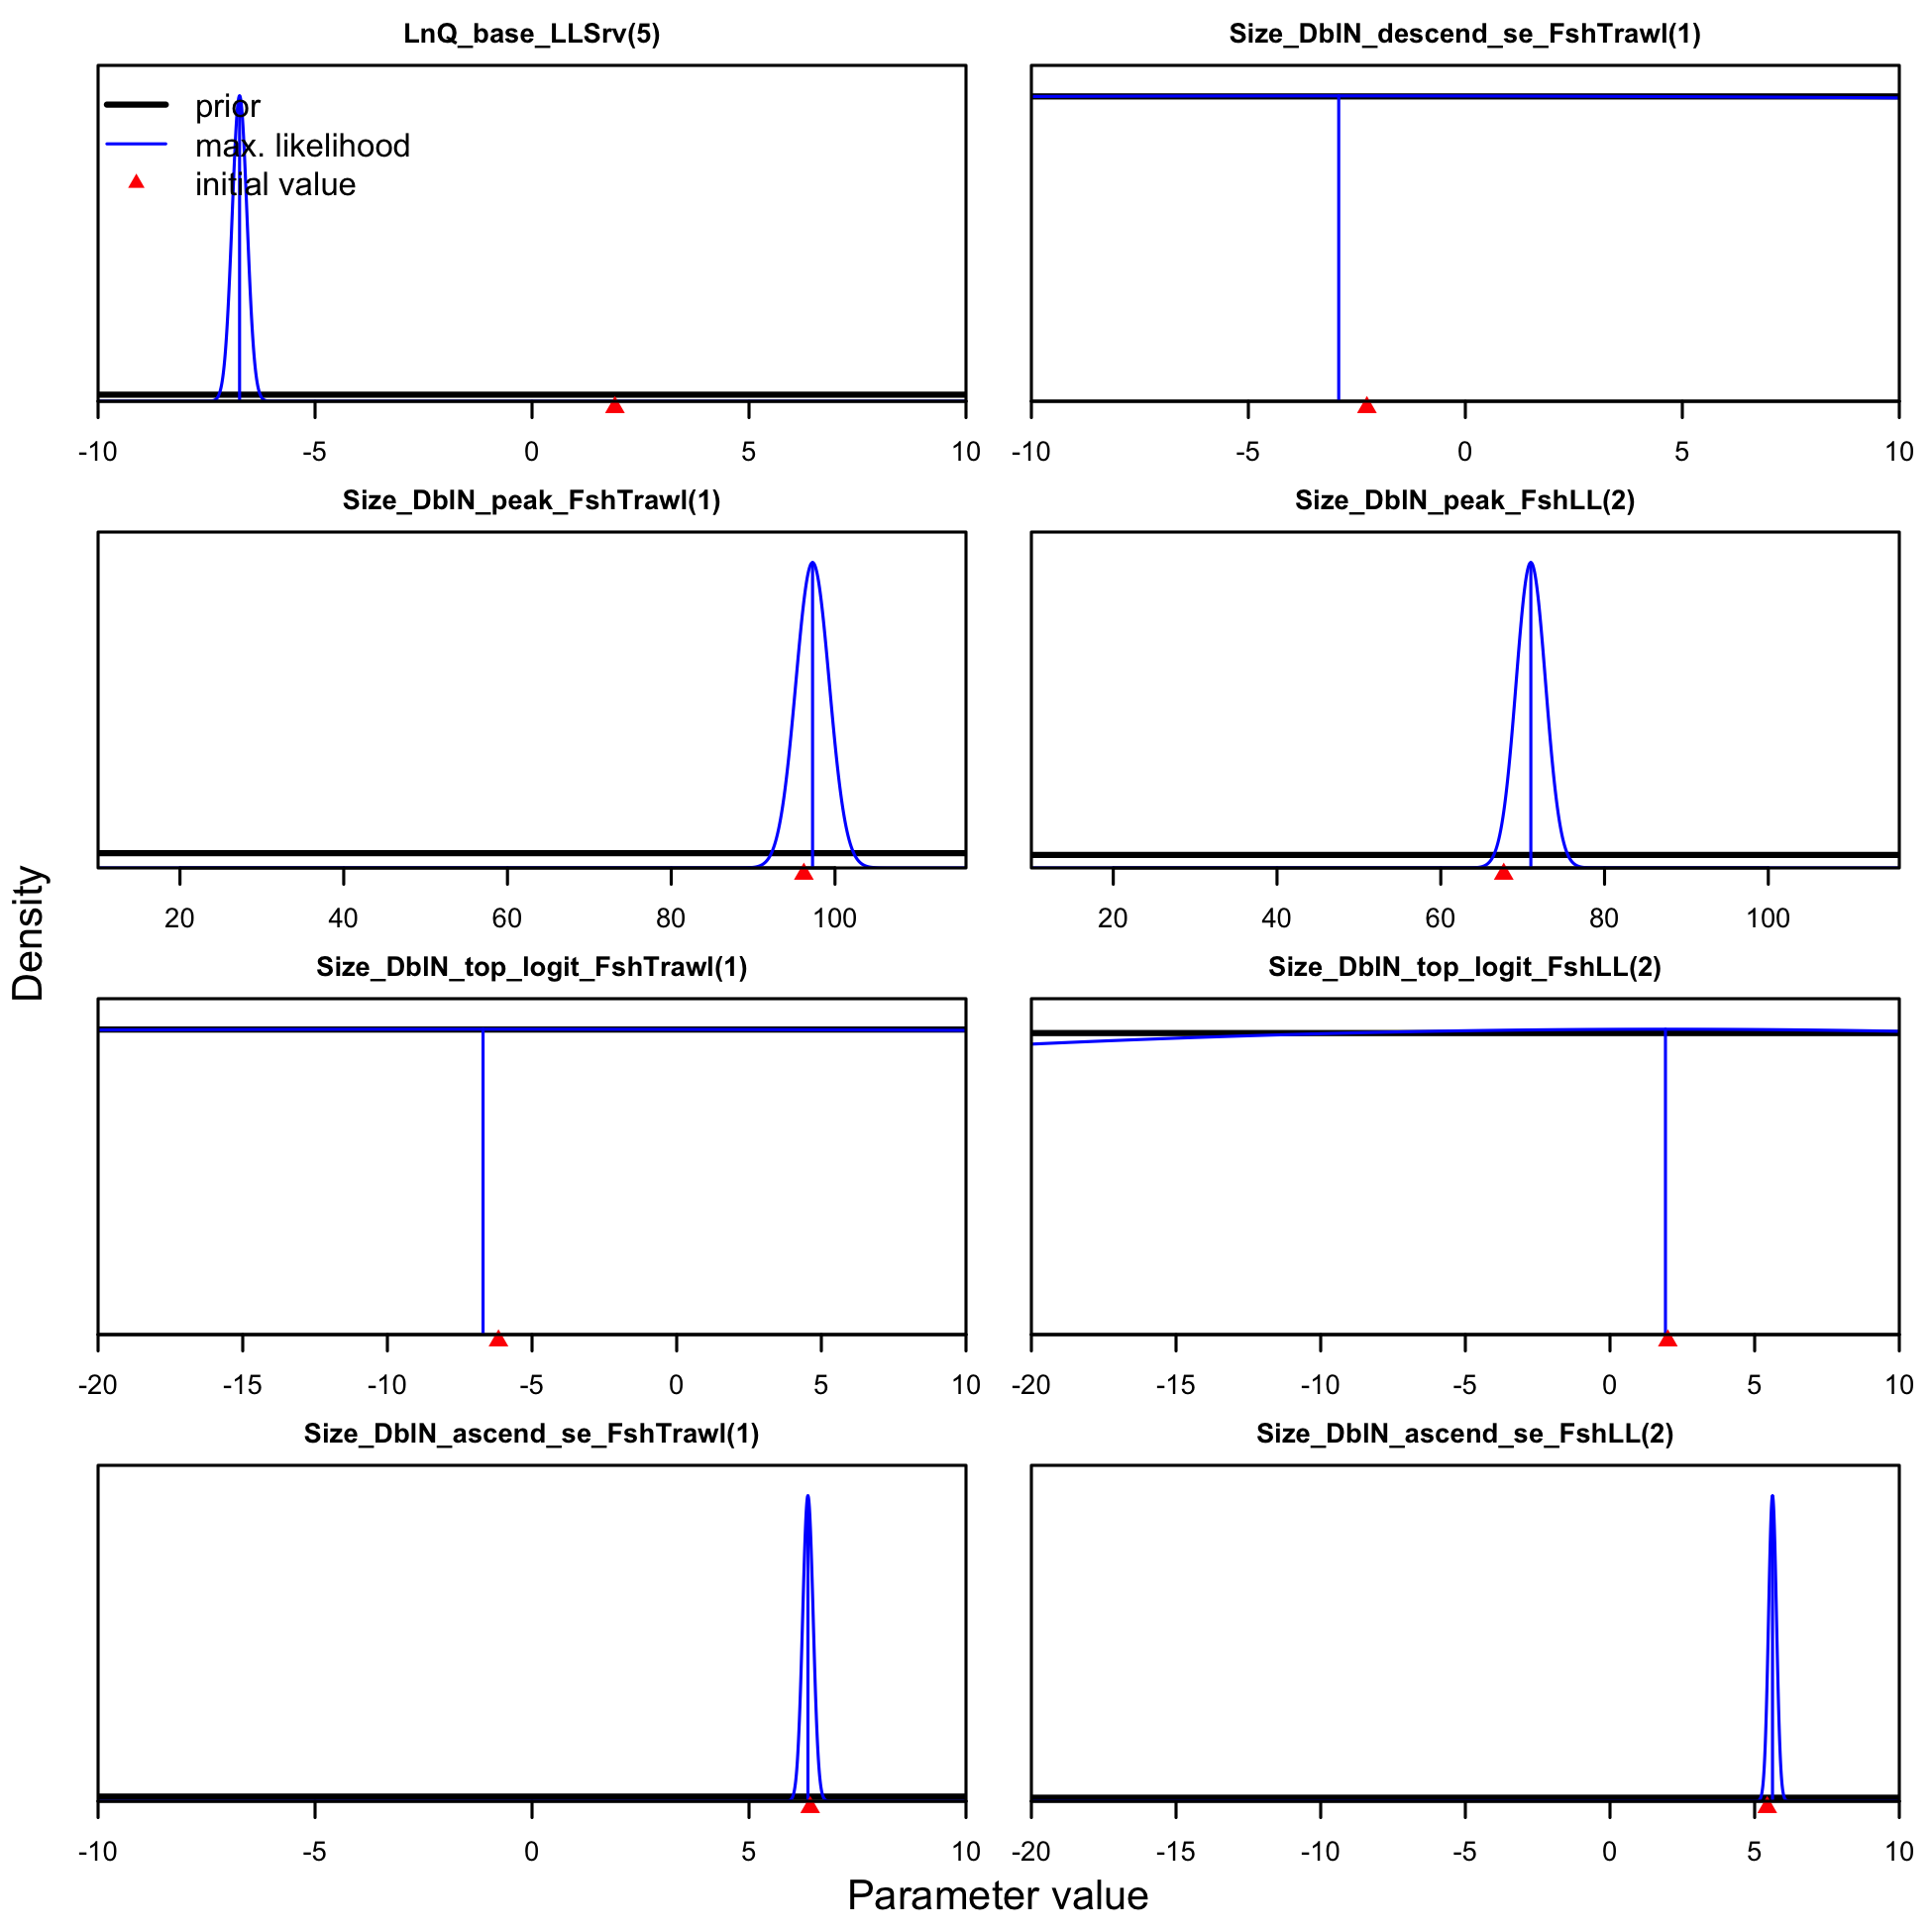 LnQ_base_LLSrv(5)
prior
max. likelihood
initial value
-10 -5 0 5 10
Size_DblN_descend_se_FshTrawl(1)
-10 -5 0 5 10
Size_DblN_peak_FshTrawl(1)
20 40 60 80 100
Size_DblN_peak_FshLL(2)
20 40 60 80 100
Density
Size_DblN_top_logit_FshTrawl(1)
-20 -15 -10 -5 0 5 10
Size_DblN_top_logit_FshLL(2)
-20 -15 -10 -5 0 5 10
Size_DblN_ascend_se_FshTrawl(1)
-10 -5 0 5 10
Size_DblN_ascend_se_FshLL(2)
-20 -15 -10 -5 0 5 10
Parameter value